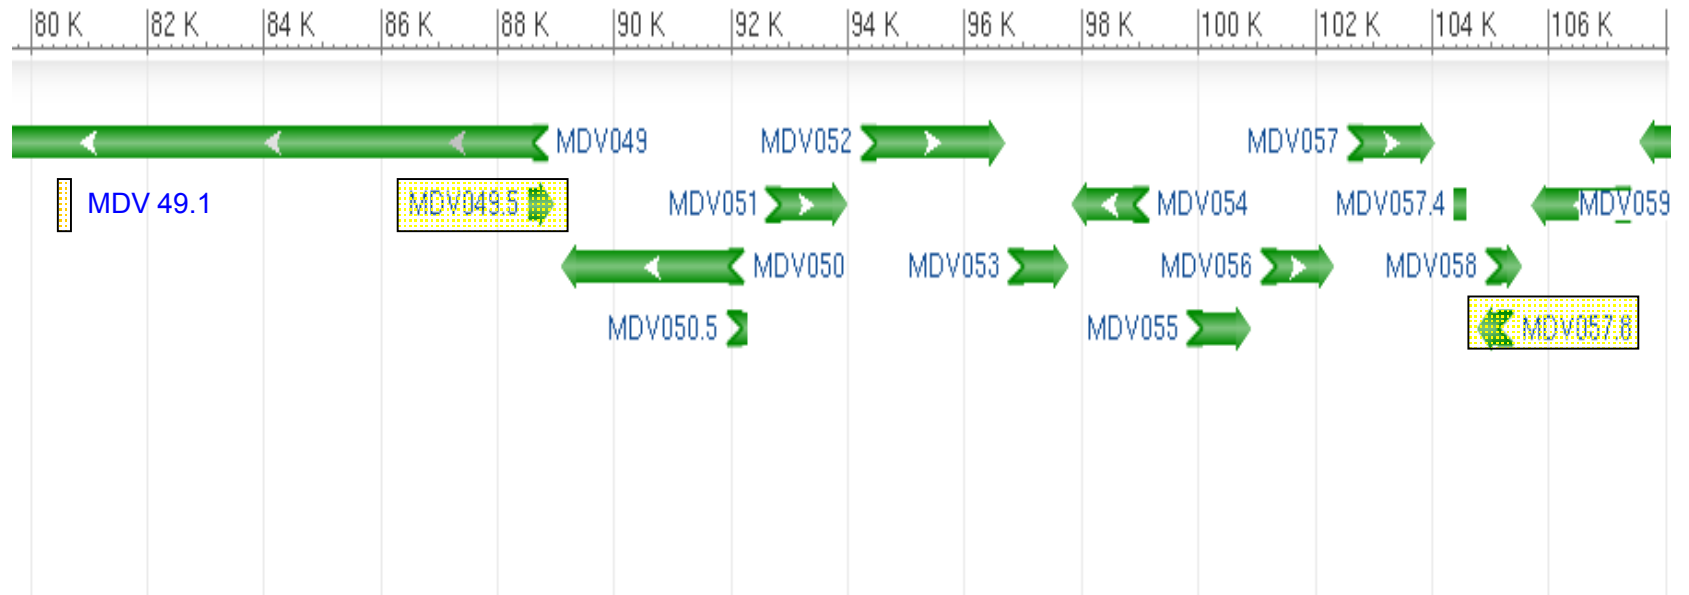 80 K 82 K 84 K 86 K 88 K 90 K 92 K 94 K 96 K 98 K 100 K 102 K 104 K 106 K
MDV049 MDV052 MDV057
MDV 49.1 MDV049.5 MDV051 MDV054 MDV057.4 MDV059
MDV050 MDV053 MDV056 MDV058
MDV050.5 MDV055 MDV057.8